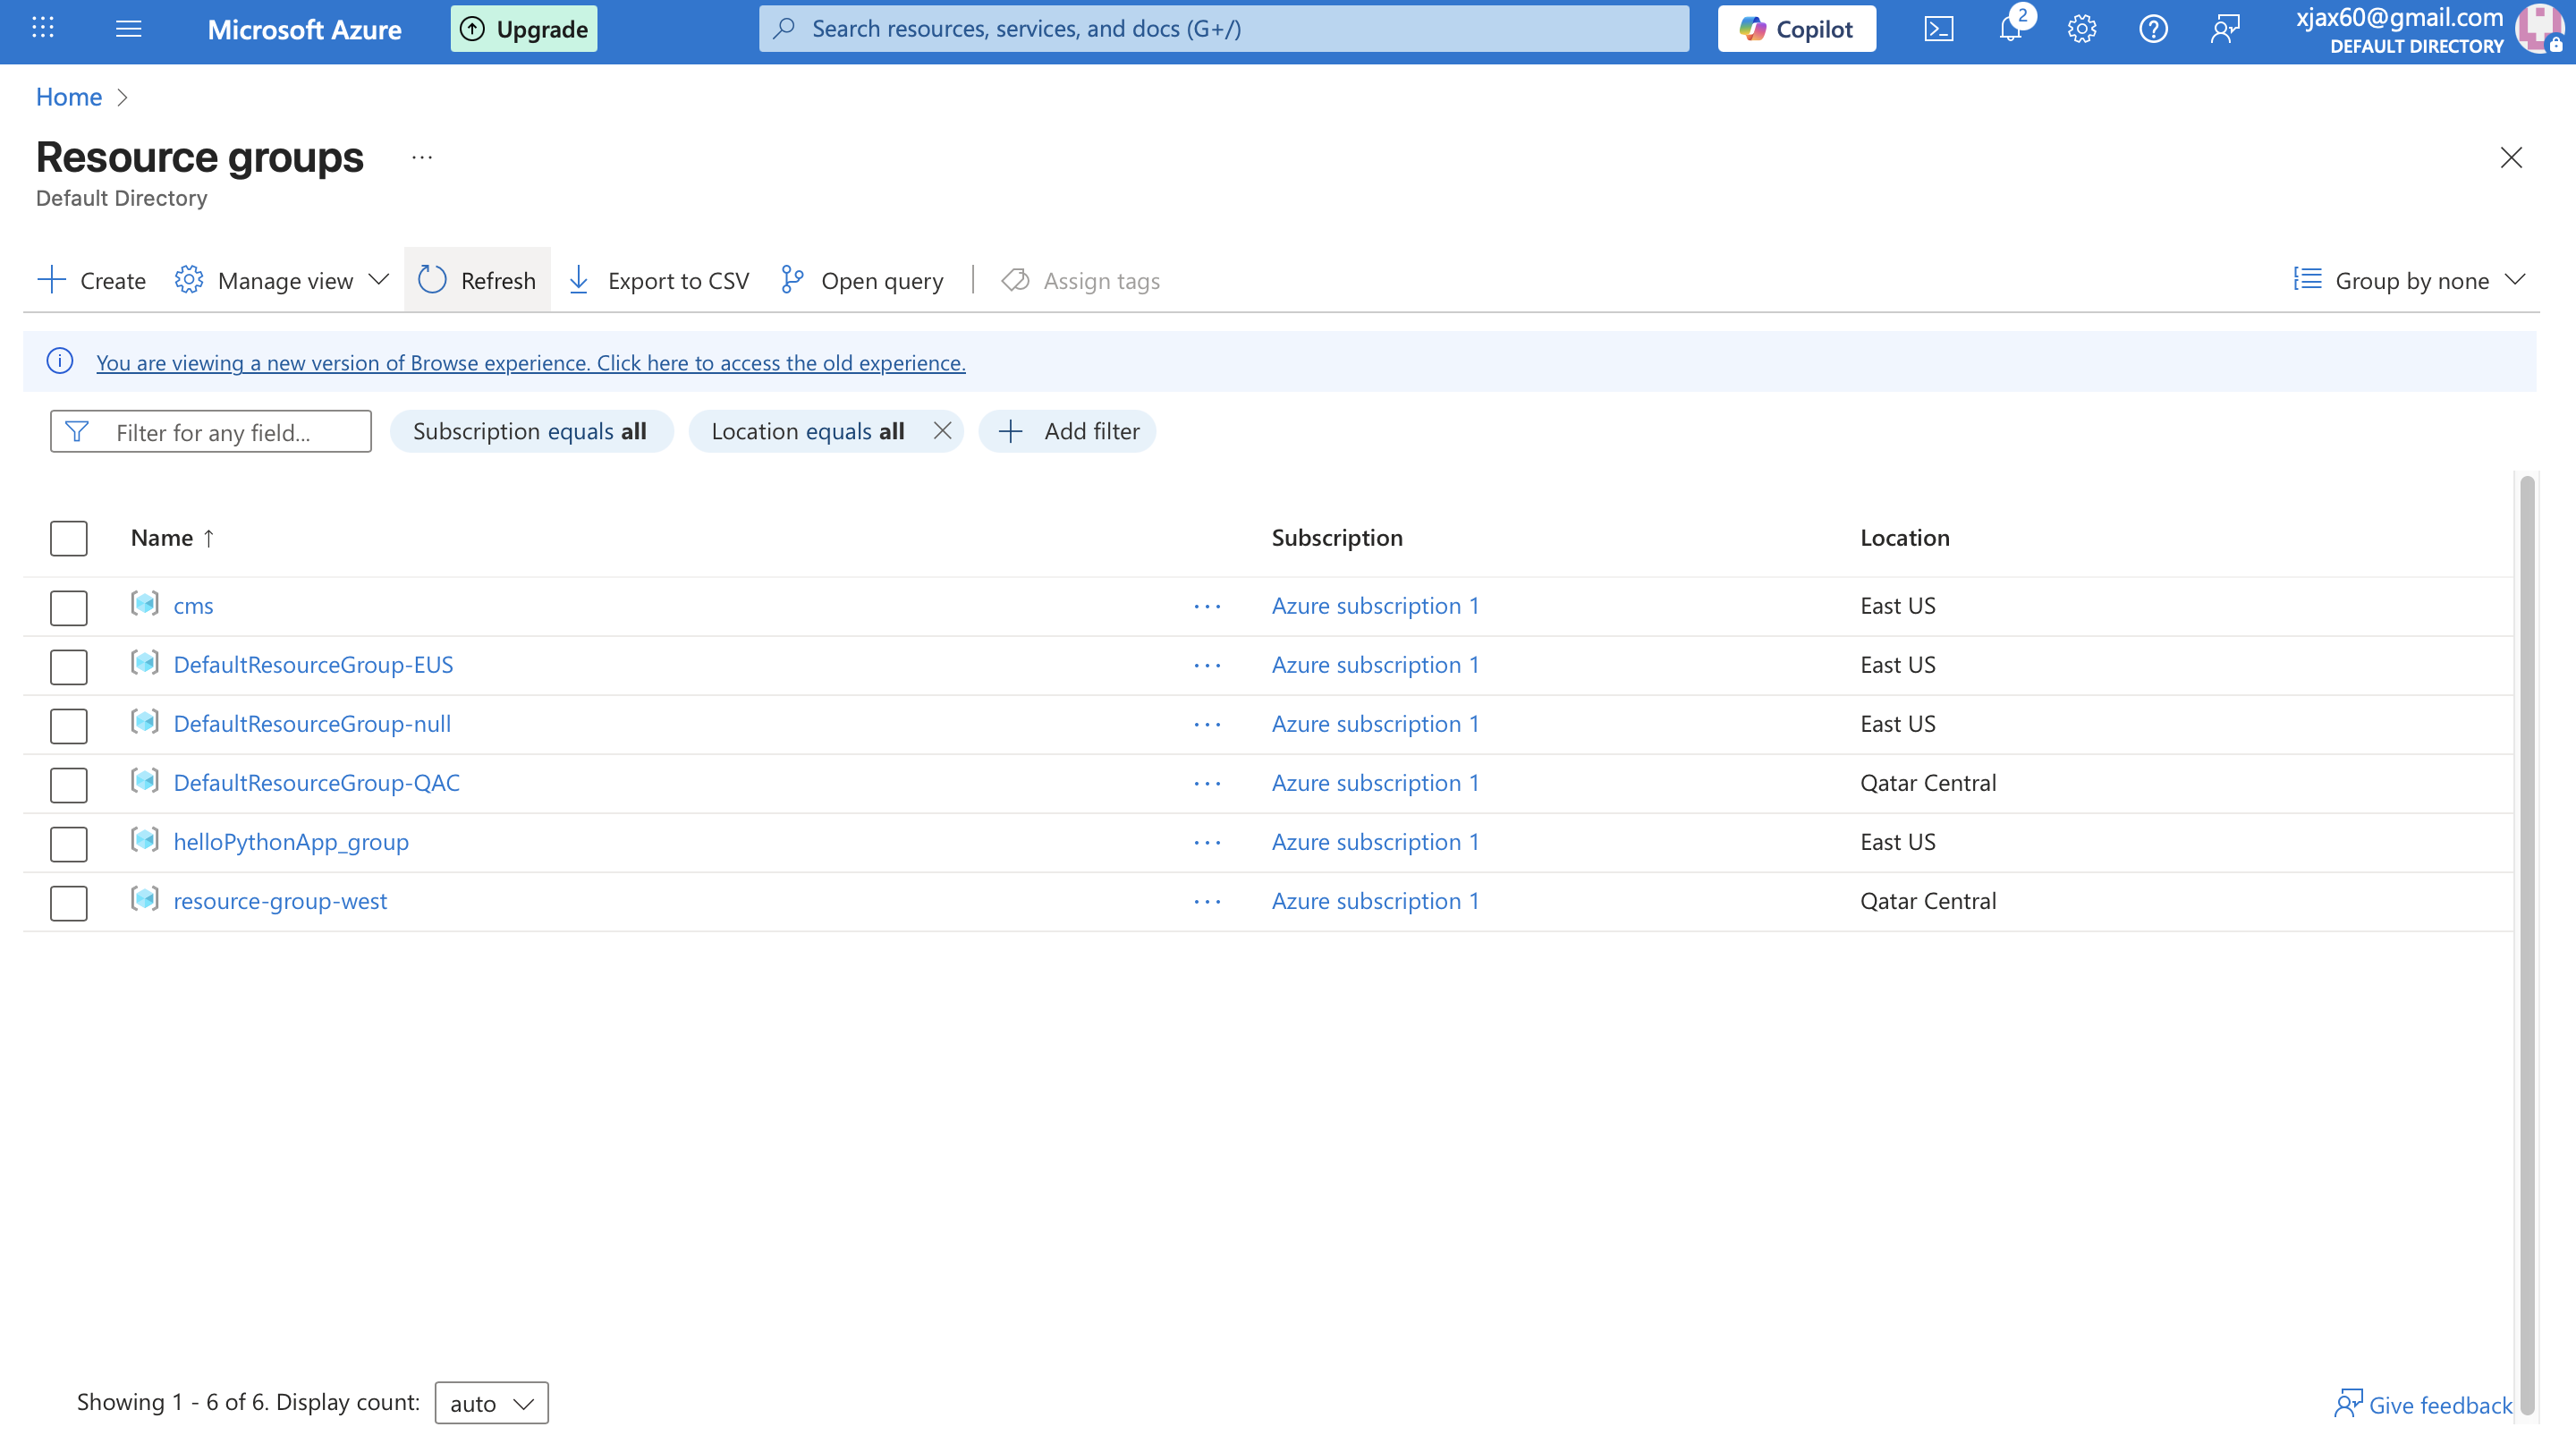 Microsoft Azure
Upgrade
Search resources, services, and docs (G+/)
Copilot
2
xjax60@gmail.com
DEFAULT DIRECTORY
Home
Resource groups ...
Default Directory
Create
Manage view
Refresh
Export to CSV
Open query
Assign tags
Group by none
You are viewing a new version of Browse experience. Click here to access the old experience.
Filter for any field...
Subscription equals all
Location equals all
Add filter
Name ↑ Subscription Location
cms ... Azure subscription 1 East US
DefaultResourceGroup-EUS ... Azure subscription 1 East US
DefaultResourceGroup-null ... Azure subscription 1 East US
DefaultResourceGroup-QAC ... Azure subscription 1 Qatar Central
helloPythonApp_group ... Azure subscription 1 East US
resource-group-west ... Azure subscription 1 Qatar Central
Showing 1 - 6 of 6. Display count: auto
Give feedback